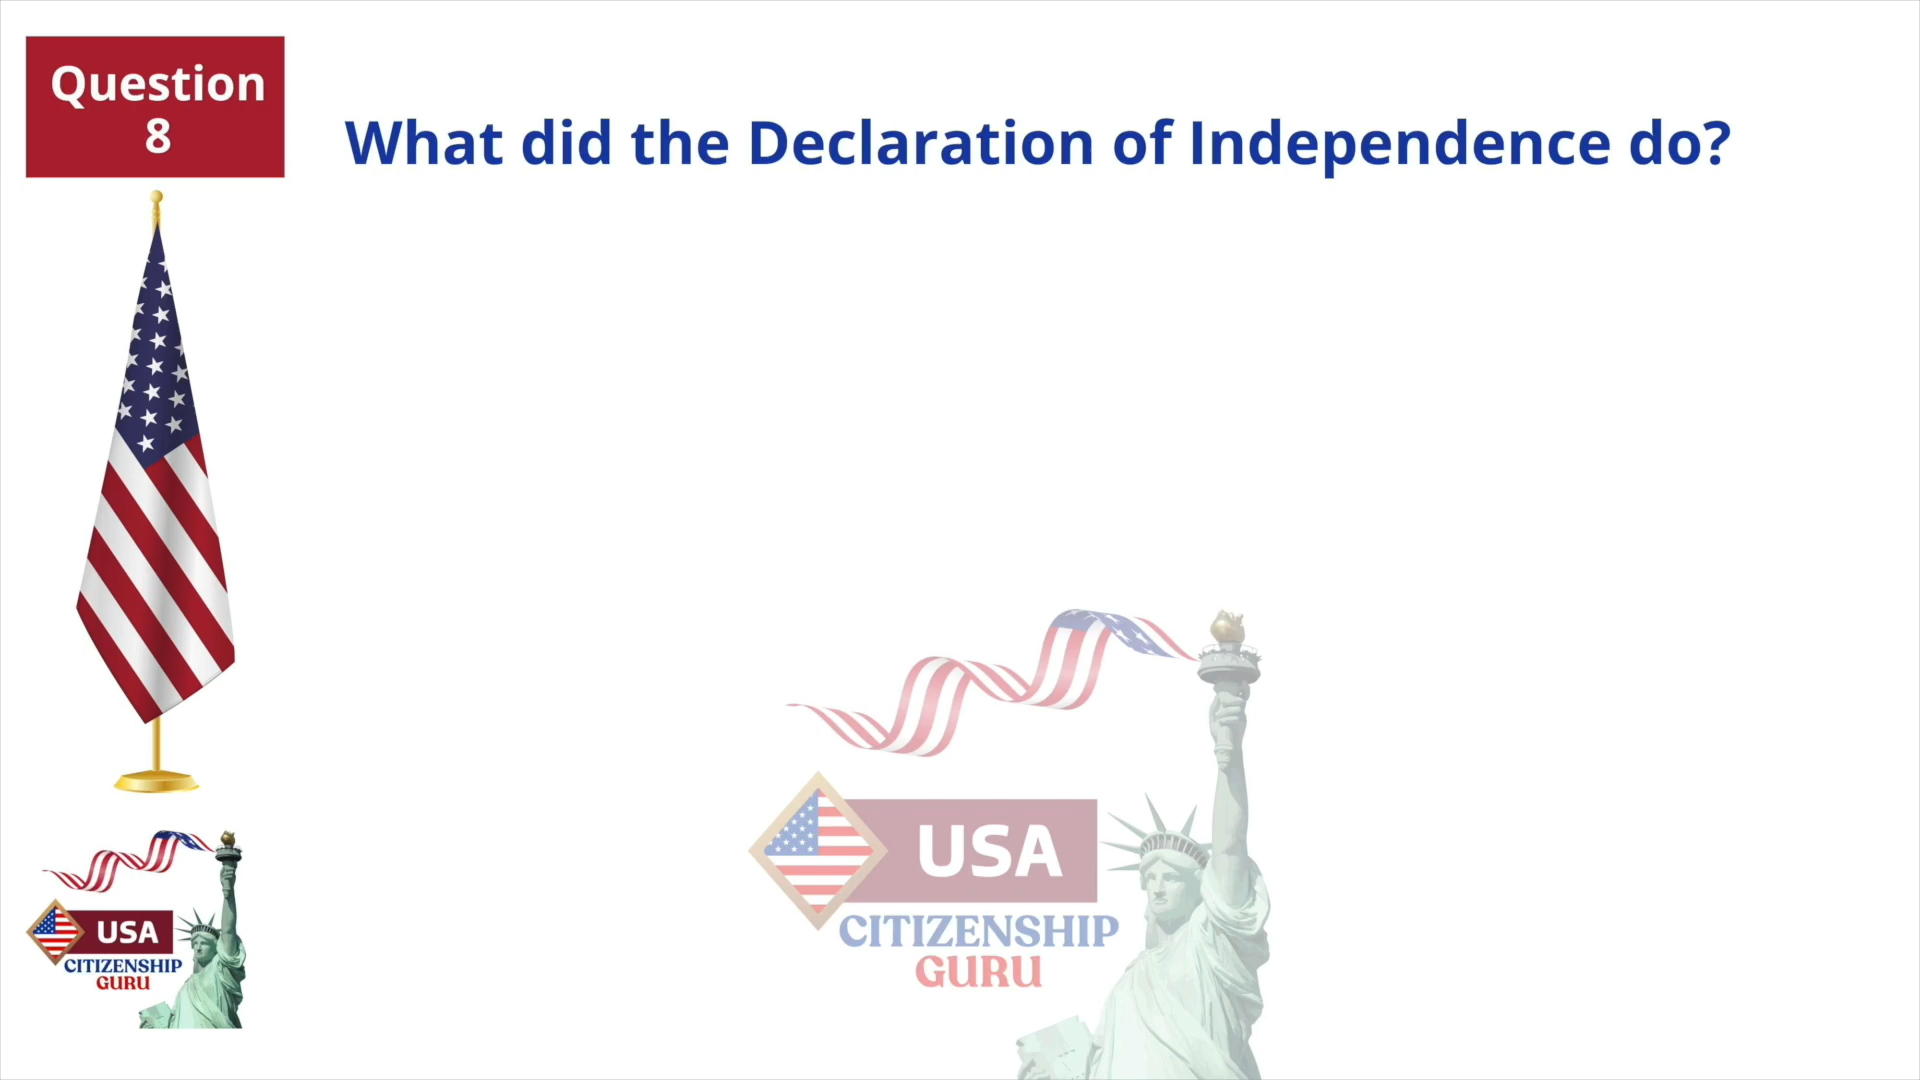 Question
8
What did the Declaration of Independence do?
USA
CITIZENSHIP
GURU
USA
CITIZENSHIP
GURU